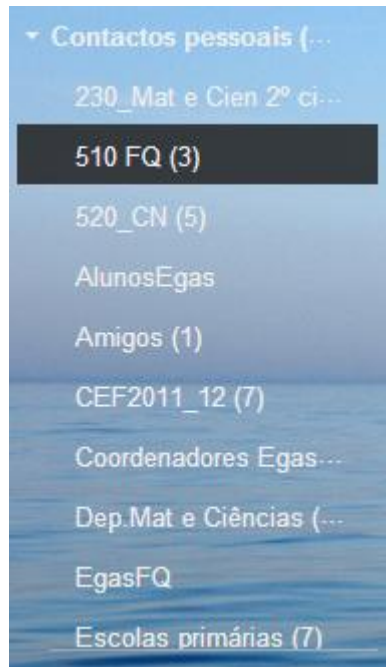 Contactos pessoais (...
230_Mat e Cien 2º ci...
510 FQ (3)
520_CN (5)
AlunosEgas
Amigos (1)
CEF2011_12 (7)
Coordenadores Egas...
Dep.Mat e Ciências (...
EgasFQ
Escolas primárias (7)